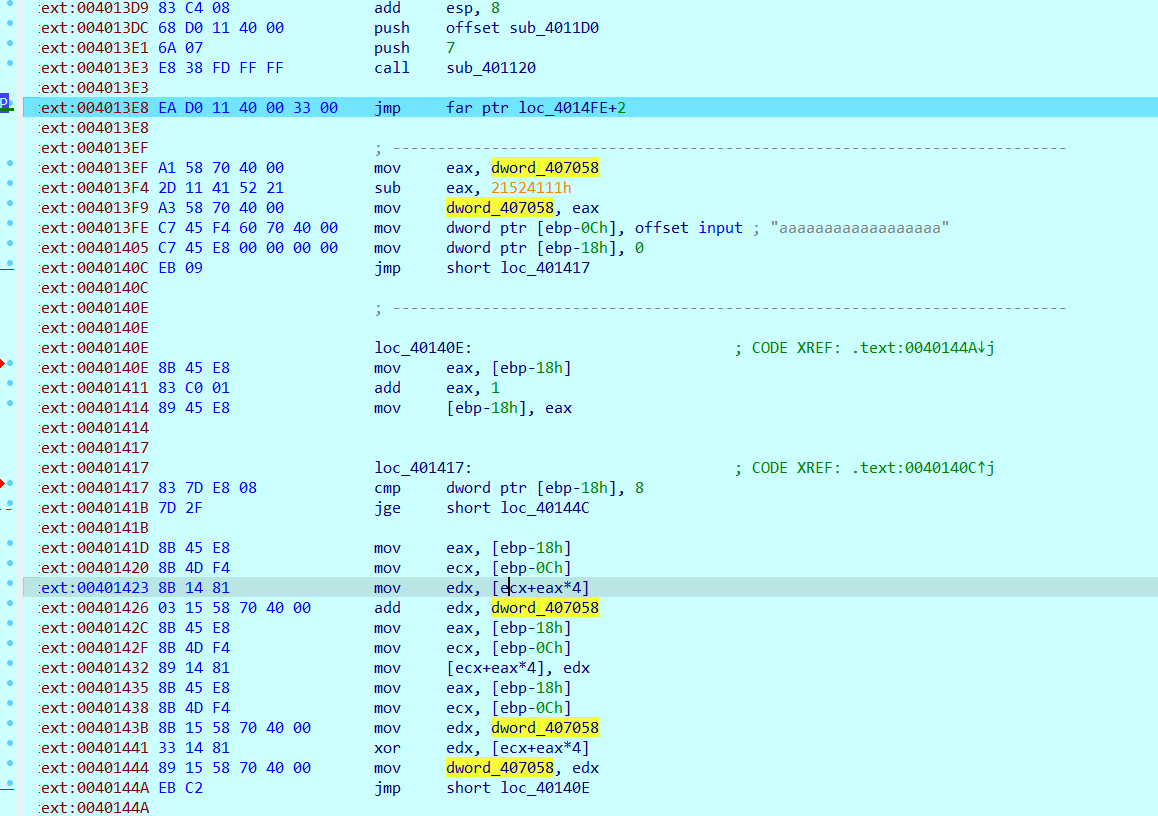 :ext:004013D9 83 C4 08 add esp, 8
:ext:004013DC 68 D0 11 40 00 push offset sub_4011D0
:ext:004013E1 6A 07 push 7
:ext:004013E3 E8 38 FD FF FF call sub_401120
:ext:004013E3
:ext:004013E8 EA D0 11 40 00 33 00 jmp far ptr loc_4014FE+2
:ext:004013E8
:ext:004013EF ; ---------------------------------------------------------------------------
:ext:004013EF A1 58 70 40 00 mov eax, dword_407058
:ext:004013F4 2D 11 41 52 21 sub eax, 21524111h
:ext:004013F9 A3 58 70 40 00 mov dword_407058, eax
:ext:004013FE C7 45 F4 60 70 40 00 mov dword ptr [ebp-0Ch], offset input ; "aaaaaaaaaaaaaaaaaa"
:ext:00401405 C7 45 E8 00 00 00 00 mov dword ptr [ebp-18h], 0
:ext:0040140C EB 09 jmp short loc_401417
:ext:0040140C
:ext:0040140E ; ---------------------------------------------------------------------------
:ext:0040140E
:ext:0040140E loc_40140E: ; CODE XREF: .text:0040144A↓j
:ext:0040140E 8B 45 E8 mov eax, [ebp-18h]
:ext:00401411 83 C0 01 add eax, 1
:ext:00401414 89 45 E8 mov [ebp-18h], eax
:ext:00401414
:ext:00401417
:ext:00401417 loc_401417: ; CODE XREF: .text:0040140C↑j
:ext:00401417 83 7D E8 08 cmp dword ptr [ebp-18h], 8
:ext:0040141B 7D 2F jge short loc_40144C
:ext:0040141B
:ext:0040141D 8B 45 E8 mov eax, [ebp-18h]
:ext:00401420 8B 4D F4 mov ecx, [ebp-0Ch]
:ext:00401423 8B 14 81 mov edx, [ecx+eax*4]
:ext:00401426 03 15 58 70 40 00 add edx, dword_407058
:ext:0040142C 8B 45 E8 mov eax, [ebp-18h]
:ext:0040142F 8B 4D F4 mov ecx, [ebp-0Ch]
:ext:00401432 89 14 81 mov [ecx+eax*4], edx
:ext:00401435 8B 45 E8 mov eax, [ebp-18h]
:ext:00401438 8B 4D F4 mov ecx, [ebp-0Ch]
:ext:0040143B 8B 15 58 70 40 00 mov edx, dword_407058
:ext:00401441 33 14 81 xor edx, [ecx+eax*4]
:ext:00401444 89 15 58 70 40 00 mov dword_407058, edx
:ext:0040144A EB C2 jmp short loc_40140E
:ext:0040144A